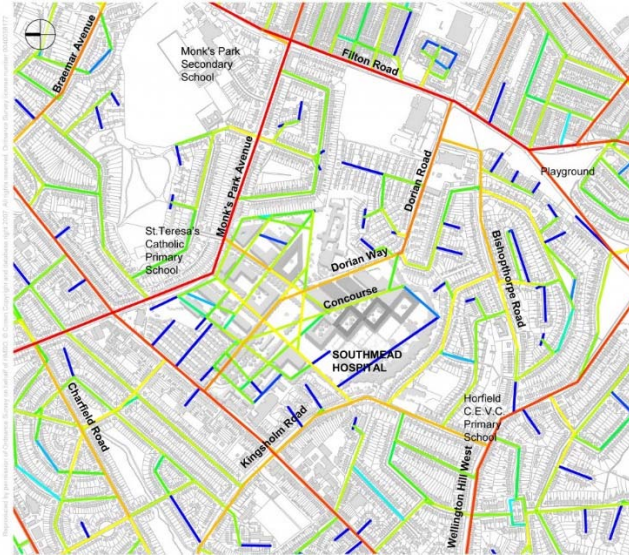 Braemar Avenue
Monk's Park
Secondary
School
Filton Road
Monk's Park Avenue
Dorian Road
Playground
St.Teresa's
Catholic
Primary
School
Dorian Way
Bishopthorpe Road
Concourse
SOUTHMEAD
HOSPITAL
Charfield Road
Kingsholm Road
Horfield
C.E.V.C.
Primary
School
Wellington Hill West